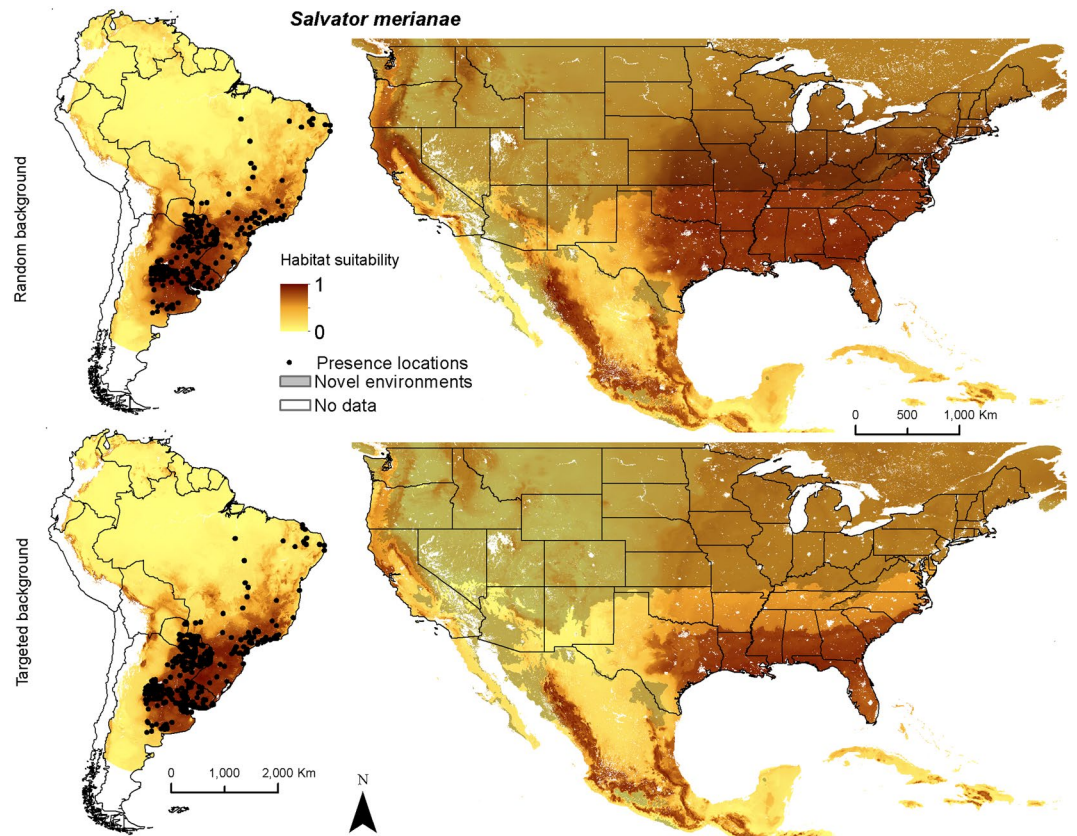 Salvator merianae
Random background
Habitat suitability
1
0
Presence locations
Novel environments
No data
0 500 1,000 Km
Targeted background
0 1,000 2,000 Km
N